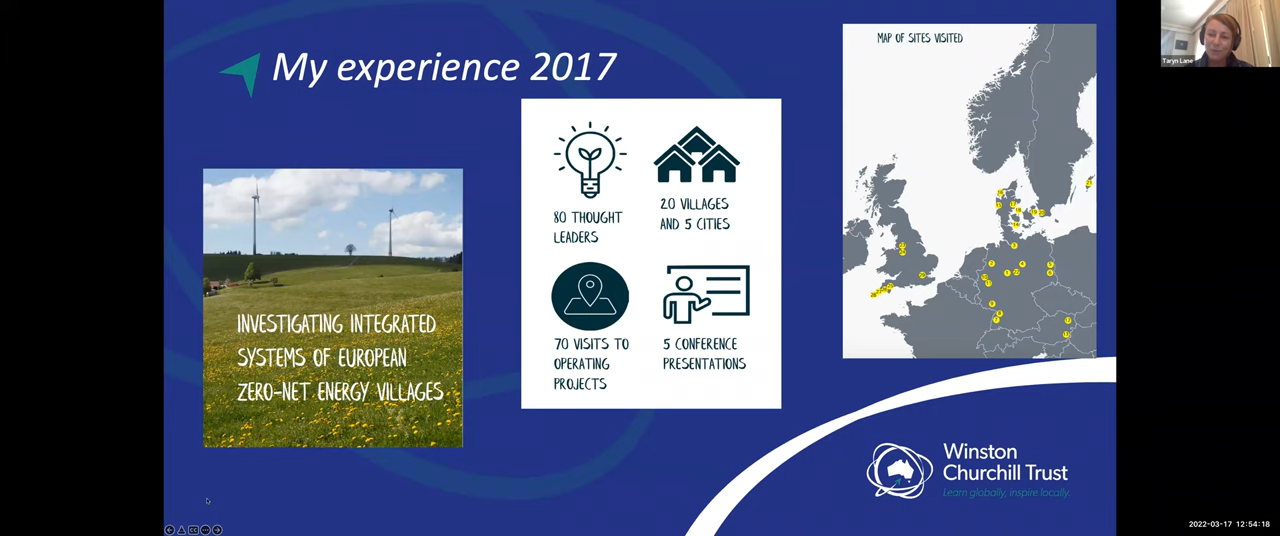 My experience 2017
INVESTIGATING INTEGRATED
SYSTEMS OF EUROPEAN
ZERO-NET ENERGY VILLAGES
80 THOUGHT
LEADERS
20 VILLAGES
AND 5 CITIES
70 VISITS TO
OPERATING
PROJECTS
5 CONFERENCE
PRESENTATIONS
MAP OF SITES VISITED
Winston
Churchill Trust
Learn globally, inspire locally.
Taryn Lane
2022-03-17 12:54:18